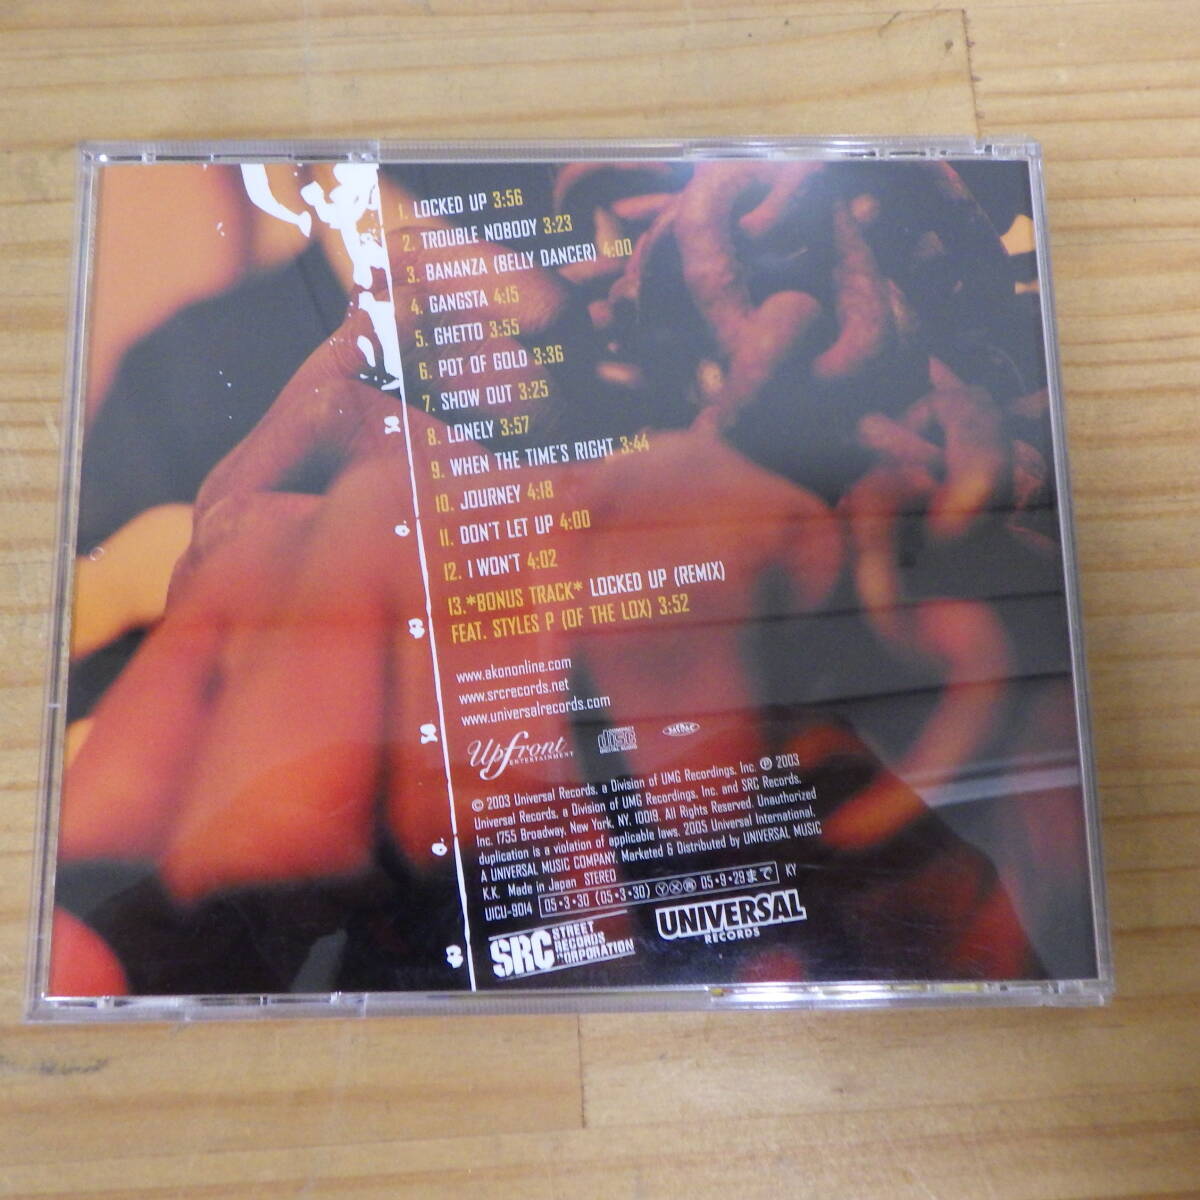 1. LOCKED UP 3:56
2. TROUBLE NOBODY 3:23
3. BANANZA (BELLY DANCER) 4:00
4. GANGSTA 4:15
5. GHETTO 3:55
6. POT OF GOLD 3:36
7. SHOW OUT 3:25
8. LONELY 3:57
9. WHEN THE TIME'S RIGHT 3:44
10. JOURNEY 4:18
11. DON'T LET UP 4:00
12. I WON'T 4:02
13.*BONUS TRACK* LOCKED UP (REMIX)
FEAT. STYLES P (OF THE LOX) 3:52
www.akononline.com
www.srcrecords.net
www.universalrecords.com
Upfront
ENTERTAINMENT
COMPACT
disc
DIGITAL AUDIO
© 2003 Universal Records, a Division of UMG Recordings, Inc. ℗ 2003
Universal Records, a Division of UMG Recordings, Inc. and SRC Records,
Inc. 1755 Broadway, New York, NY, 10019. All Rights Reserved. Unauthorized
duplication is a violation of applicable laws. 2005 Universal International,
A UNIVERSAL MUSIC COMPANY. Marketed & Distributed by UNIVERSAL MUSIC
K.K. Made in Japan STEREO
UICU-9014 05・3・30 (05・3・30) Ⓨ Ⓧ 05・9・29まで KY
SRC STREET
RECORDS
CORPORATION
UNIVERSAL
RECORDS